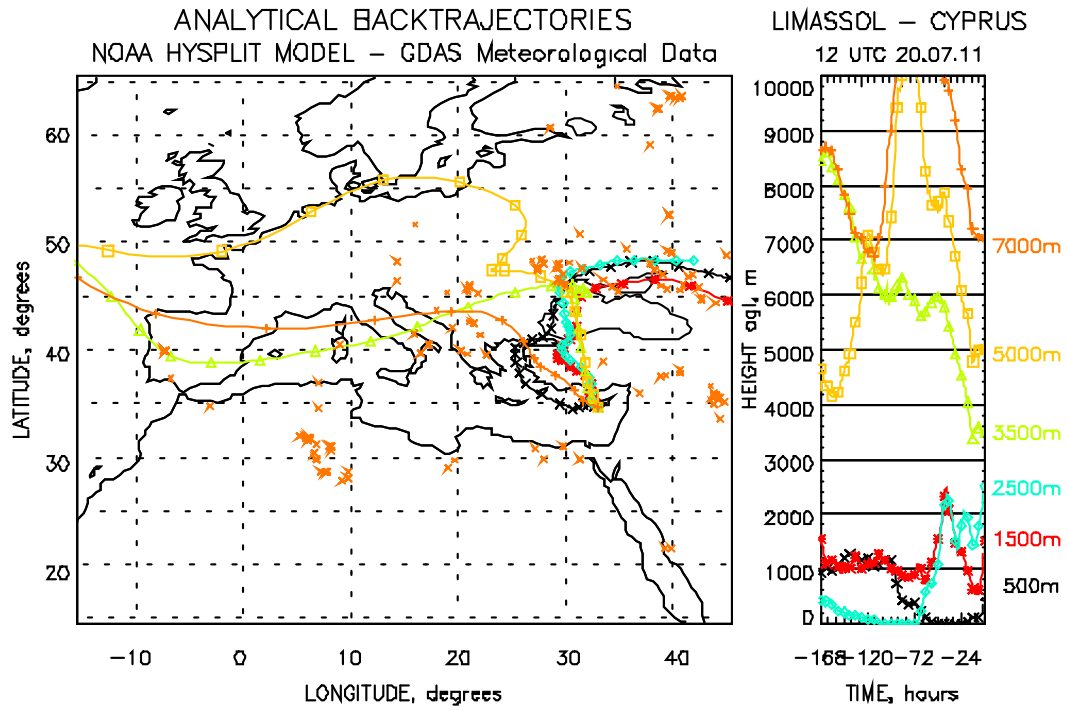 ANALYTICAL BACKTRAJECTORIES
NOAA HYSPLIT MODEL – GDAS Meteorological Data
LIMASSOL – CYPRUS
12 UTC 20.07.11
LATITUDE, degrees
60
50
40
30
20
-10
0
10
20
30
40
LONGITUDE, degrees
HEIGHT agl, m
10000
9000
8000
7000
6000
5000
4000
3000
2000
1000
0
7000m
5000m
3500m
2500m
1500m
500m
-168
-120
-72
-24
TIME, hours